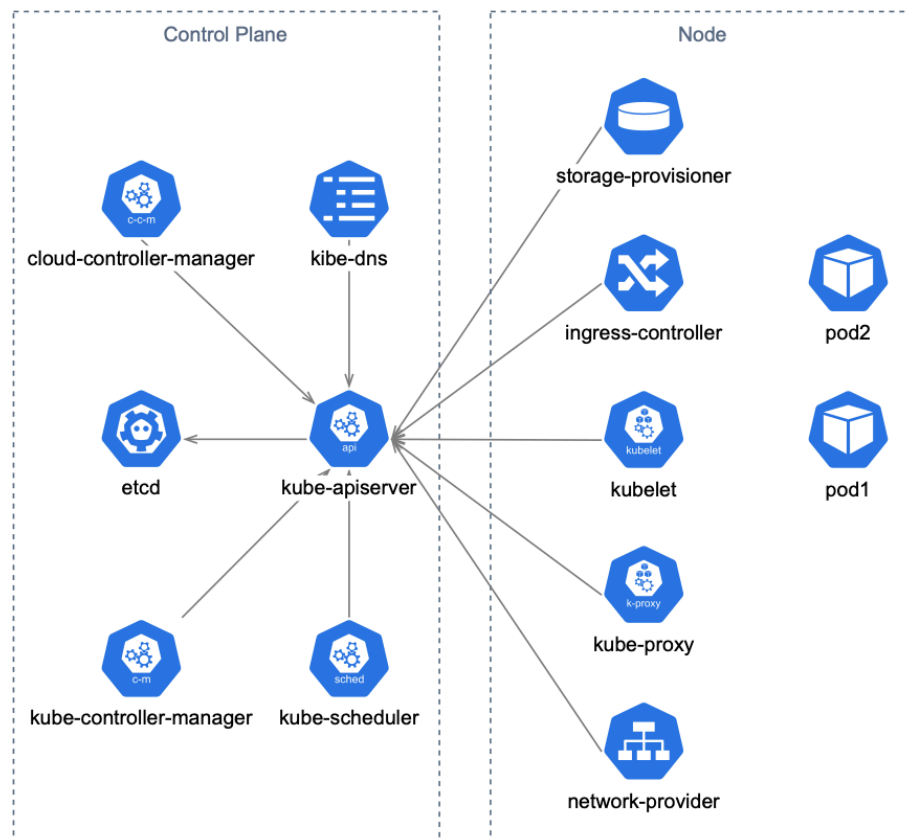 Control Plane
c-c-m
cloud-controller-manager
kibe-dns
etcd
api
kube-apiserver
c-m
kube-controller-manager
sched
kube-scheduler
Node
storage-provisioner
ingress-controller
pod2
kubelet
kubelet
pod1
k-proxy
kube-proxy
network-provider